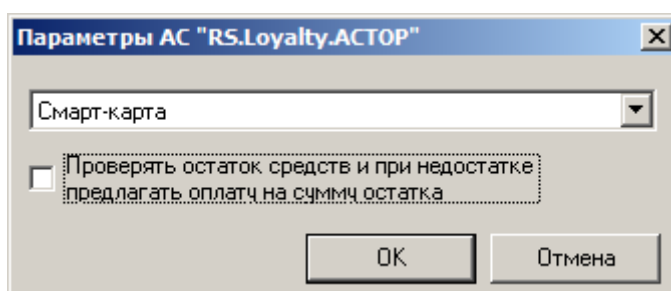 Параметры АС "RS.Loyalty.АСТОР"
Смарт-карта
Проверять остаток средств и при недостатке
предлагать оплату на сумму остатка
OK
Отмена